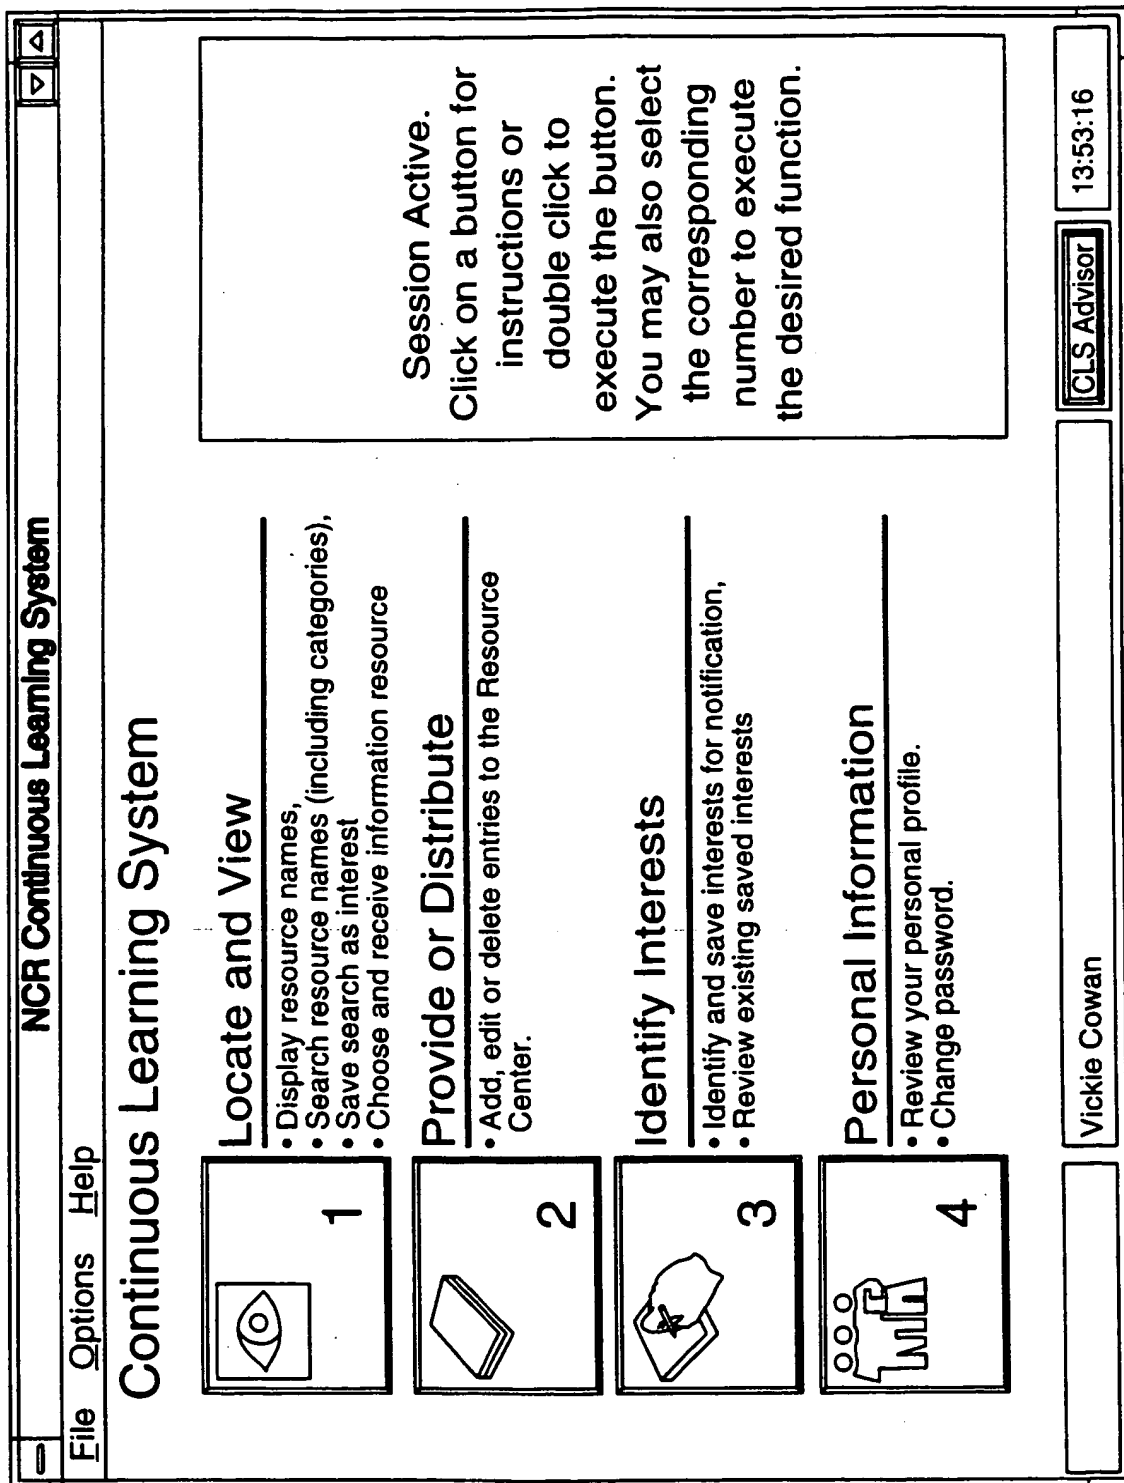 NCR Continuous Learning System
File Options Help
Continuous Learning System
1
Locate and View
• Display resource names,
• Search resource names (including categories),
• Save search as interest
• Choose and receive information resource
2
Provide or Distribute
• Add, edit or delete entries to the Resource
Center.
3
Identify Interests
• Identify and save interests for notification,
• Review existing saved interests
4
Personal Information
• Review your personal profile.
• Change password.
Session Active.
Click on a button for
instructions or
double click to
execute the button.
You may also select
the corresponding
number to execute
the desired function.
Vickie Cowan
CLS Advisor
13:53:16